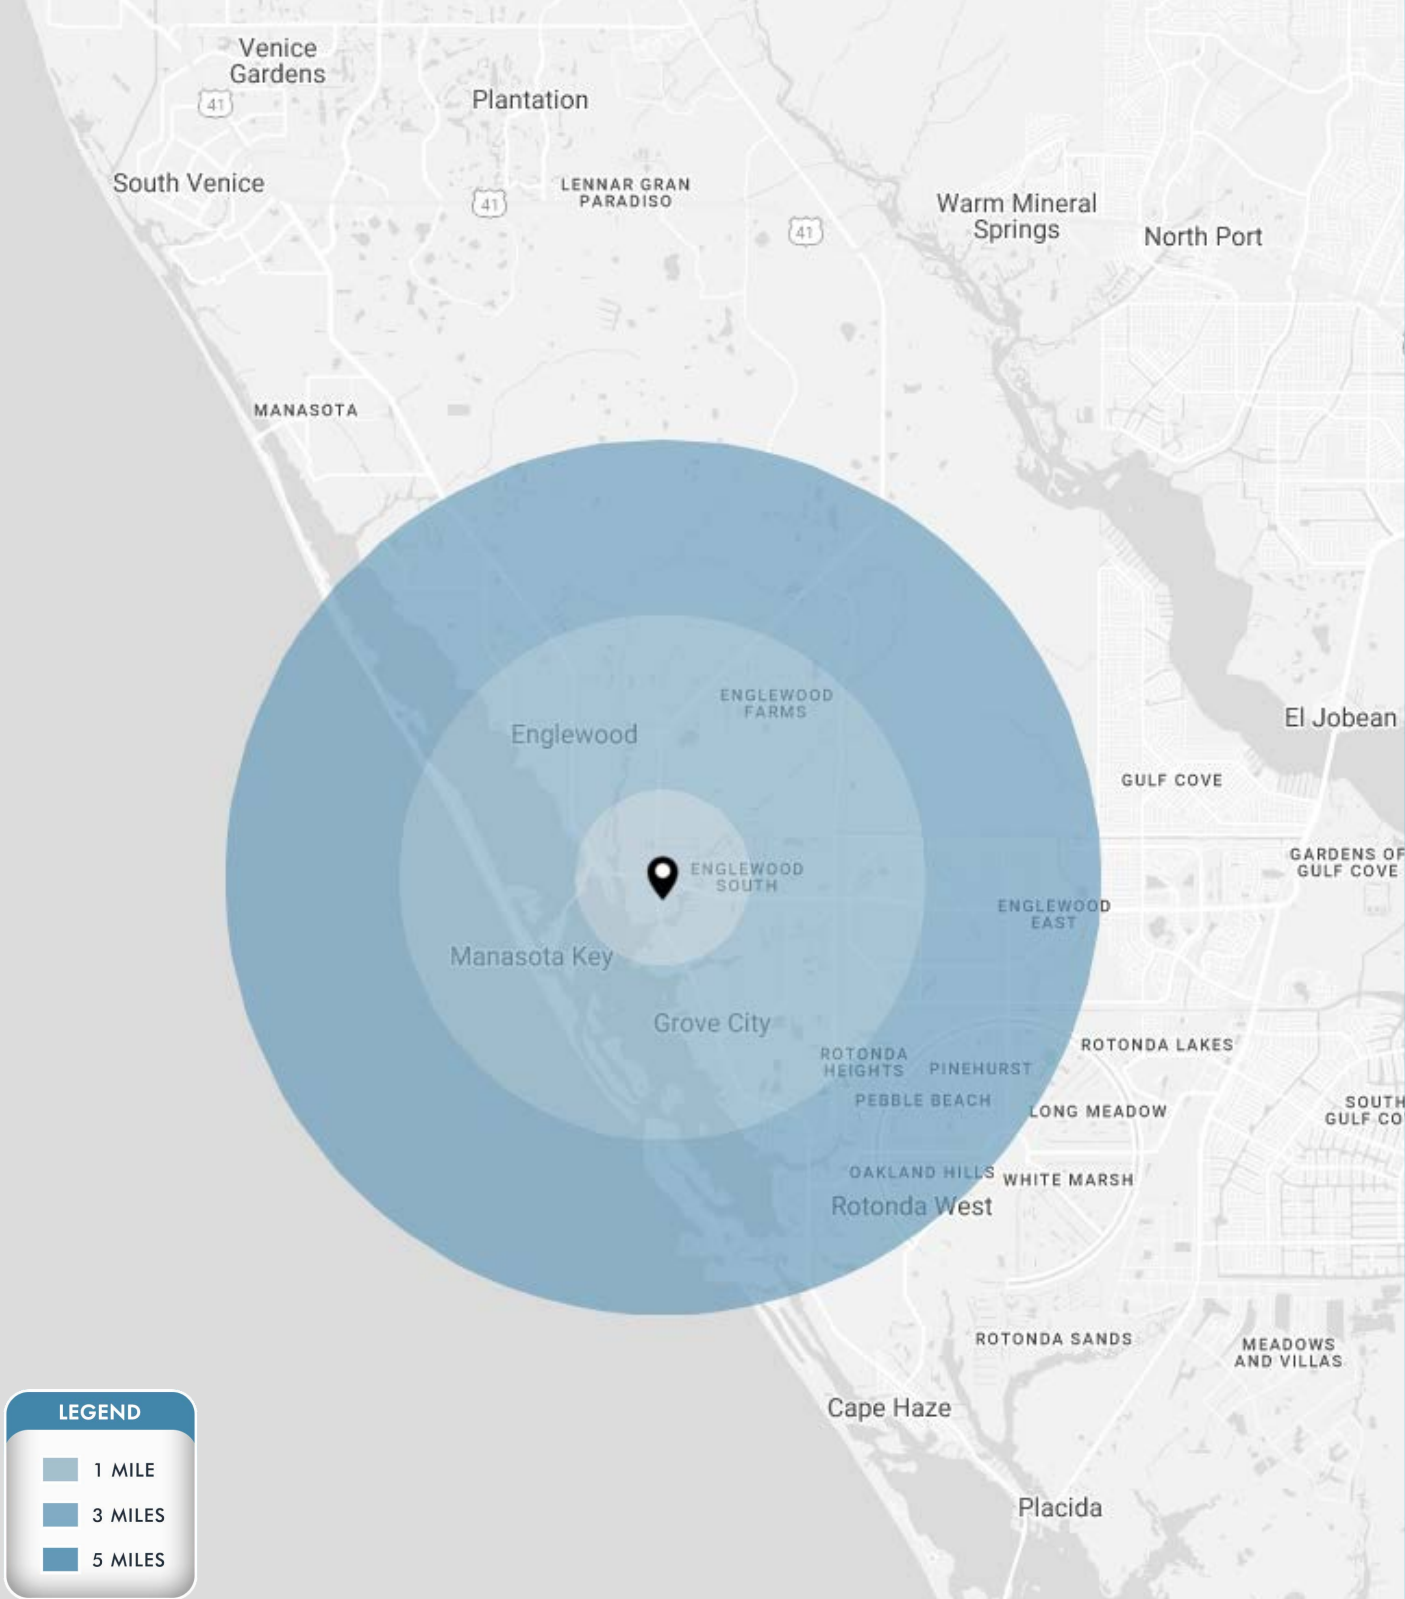 Venice
Gardens
41
Plantation
South Venice
41
LENNAR GRAN
PARADISO
41
Warm Mineral
Springs
North Port
MANASOTA
ENGLEWOOD
FARMS
Englewood
El Jobean
GULF COVE
ENGLEWOOD
SOUTH
GARDENS OF
GULF COVE
ENGLEWOOD
EAST
Manasota Key
Grove City
ROTONDA
HEIGHTS
PINEHURST
ROTONDA LAKES
PEBBLE BEACH
LONG MEADOW
SOUTH
GULF CO
OAKLAND HILLS
WHITE MARSH
Rotonda West
ROTONDA SANDS
MEADOWS
AND VILLAS
Cape Haze
Placida
LEGEND
1 MILE
3 MILES
5 MILES